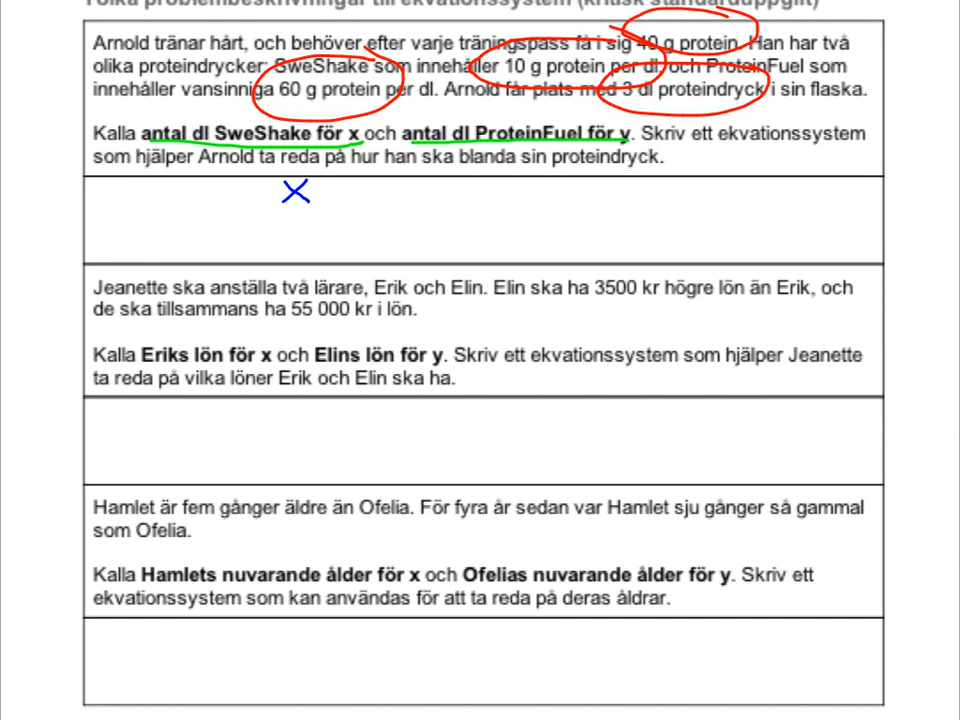 Tolka problembeskrivningar till ekvationssystem (kritisk standarduppgift)
Arnold tränar hårt, och behöver efter varje träningspass få i sig 40 g protein. Han har två
olika proteindrycker: SweShake som innehåller 10 g protein per dl, och ProteinFuel som
innehåller vansinniga 60 g protein per dl. Arnold får plats med 3 dl proteindryck i sin flaska.
Kalla antal dl SweShake för x och antal dl ProteinFuel för y. Skriv ett ekvationssystem
som hjälper Arnold ta reda på hur han ska blanda sin proteindryck.
x
Jeanette ska anställa två lärare, Erik och Elin. Elin ska ha 3500 kr högre lön än Erik, och
de ska tillsammans ha 55 000 kr i lön.
Kalla Eriks lön för x och Elins lön för y. Skriv ett ekvationssystem som hjälper Jeanette
ta reda på vilka löner Erik och Elin ska ha.
Hamlet är fem gånger äldre än Ofelia. För fyra år sedan var Hamlet sju gånger så gammal
som Ofelia.
Kalla Hamlets nuvarande ålder för x och Ofelias nuvarande ålder för y. Skriv ett
ekvationssystem som kan användas för att ta reda på deras åldrar.